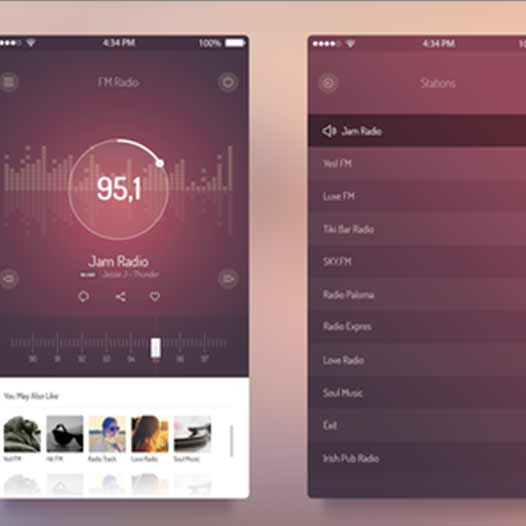 4:34 PM
100%
FM Radio
95,1
Jam Radio
Jessie J - Thunder
90 91 92 93 94 96 97
You May Also Like
Yes! FM
Hit FM
Radio Track
Love Radio
Soul Music
4:34 PM
Stations
Jam Radio
Yes! FM
Luxe FM
Tiki Bar Radio
SKY.FM
Radio Paloma
Radio Expres
Love Radio
Soul Music
Exit
Irish Pub Radio